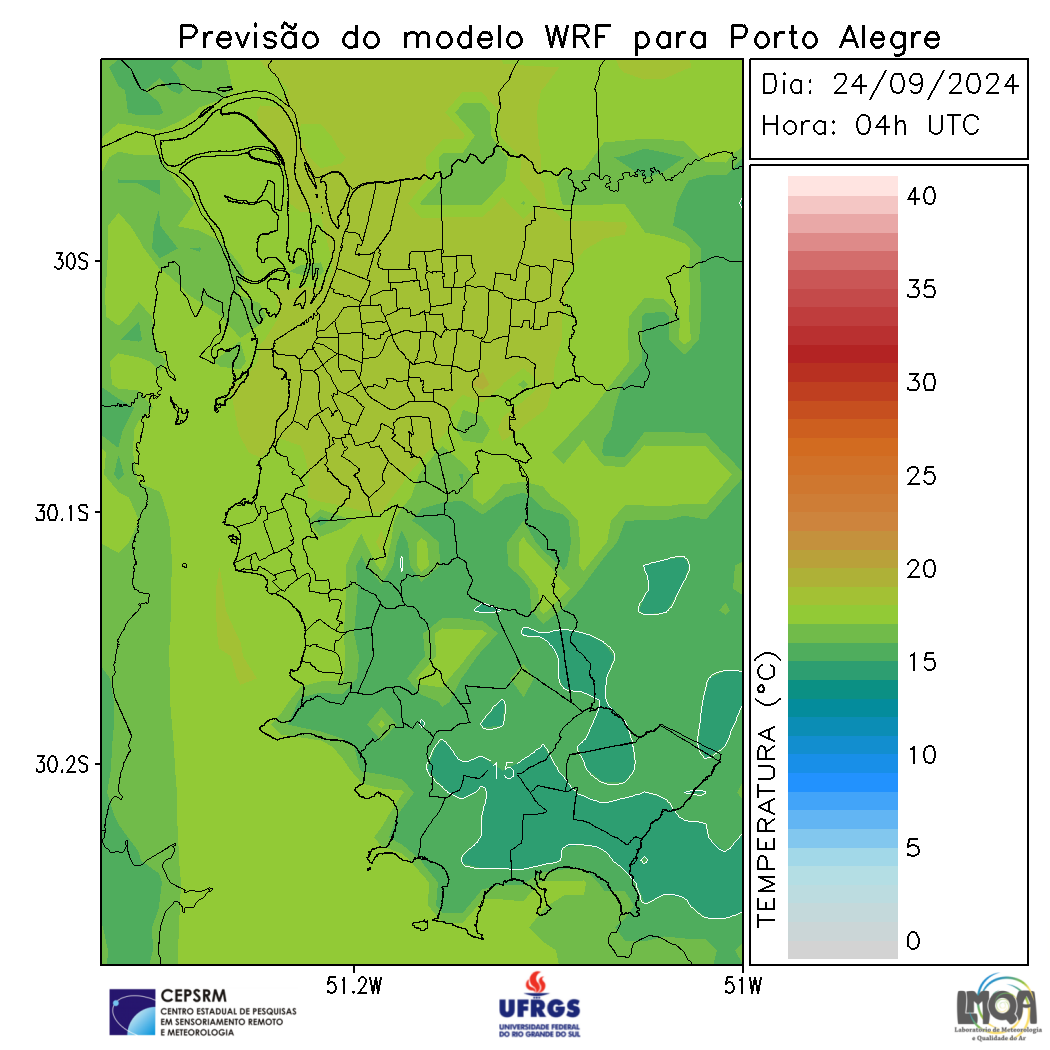 Previsão do modelo WRF para Porto Alegre
Dia: 24/09/2024
Hora: 04h UTC
30S
30.1S
30.2S
51.2W
51W
15
TEMPERATURA (°C)
40
35
30
25
20
15
10
5
0
CEPSRM
CENTRO ESTADUAL DE PESQUISAS
EM SENSORIAMENTO REMOTO
E METEOROLOGIA
UFRGS
UNIVERSIDADE FEDERAL
DO RIO GRANDE DO SUL
LMQA
Laboratório de Meteorologia
e Qualidade do Ar